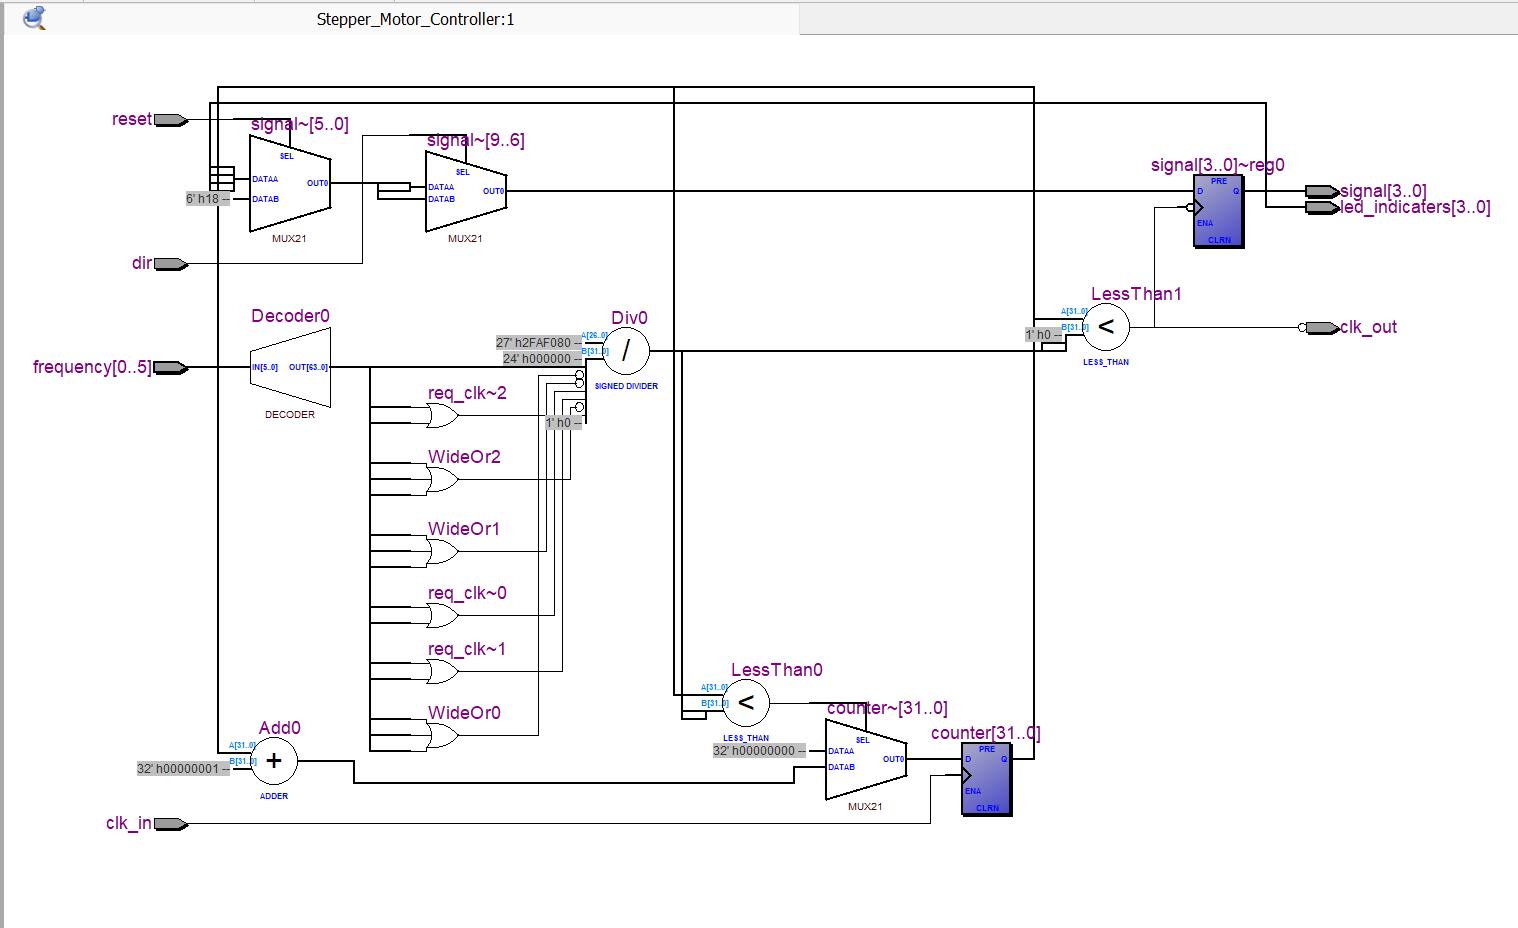 Stepper_Motor_Controller:1
reset
signal~[5..0]
SEL
DATAA
OUT0
6' h18 --
DATAB
MUX21
signal~[9..6]
SEL
DATAA
OUT0
DATAB
MUX21
signal[3..0]~reg0
PRE
D
Q
ENA
CLRN
signal[3..0]
led_indicaters[3..0]
dir
Decoder0
frequency[0..5]
IN[5..0]
OUT[63..0]
DECODER
Div0
27' h2FAF080 --
A[26..0]
24' h000000 --
B[31..0]
/
SIGNED DIVIDER
1' h0 --
LessThan1
A[31..0]
1' h0 --
B[31..0]
<
LESS_THAN
clk_out
req_clk~2
WideOr2
WideOr1
req_clk~0
req_clk~1
WideOr0
LessThan0
A[31..0]
B[31..0]
<
LESS_THAN
counter~[31..0]
SEL
32' h00000000 --
DATAA
OUT0
DATAB
MUX21
counter[31..0]
PRE
D
Q
ENA
CLRN
Add0
A[31..0]
32' h00000001 --
B[31..0]
+
ADDER
clk_in